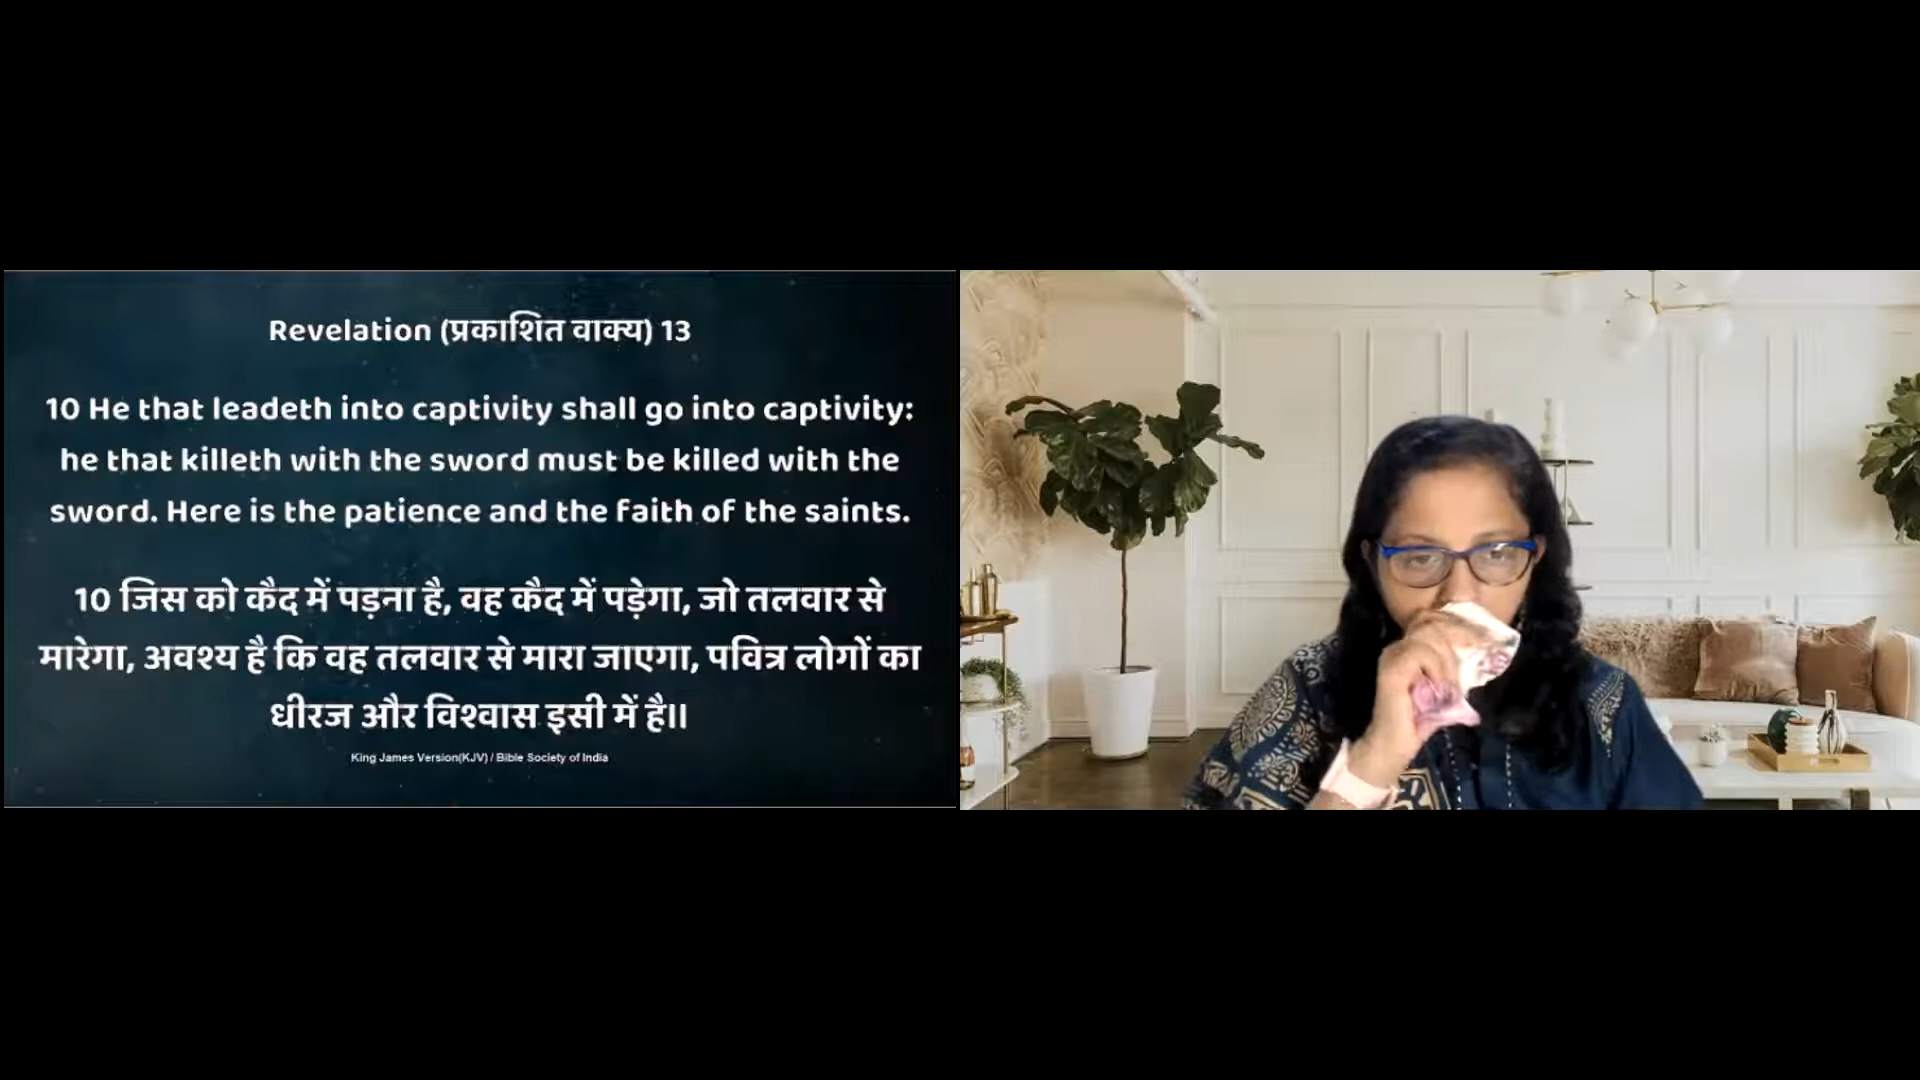 Revelation (प्रकाशित वाक्य) 13
10 He that leadeth into captivity shall go into captivity:
he that killeth with the sword must be killed with the
sword. Here is the patience and the faith of the saints.
10 जिस को कैद में पड़ना है, वह कैद में पड़ेगा, जो तलवार से
मारेगा, अवश्य है कि वह तलवार से मारा जाएगा, पवित्र लोगों का
धीरज और विश्वास इसी में है॥
King James Version(KJV) / Bible Society of India